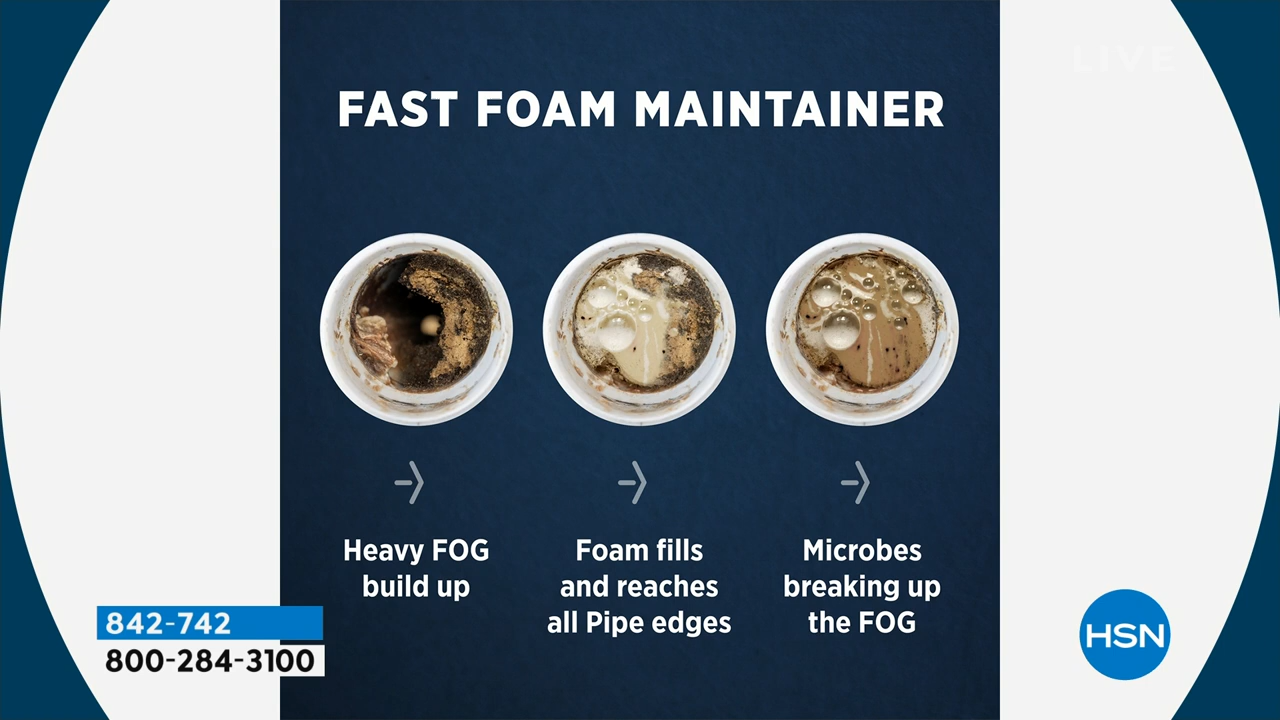 LIVE
FAST FOAM MAINTAINER
Heavy FOG
build up
Foam fills
and reaches
all Pipe edges
Microbes
breaking up
the FOG
842-742
800-284-3100
HSN